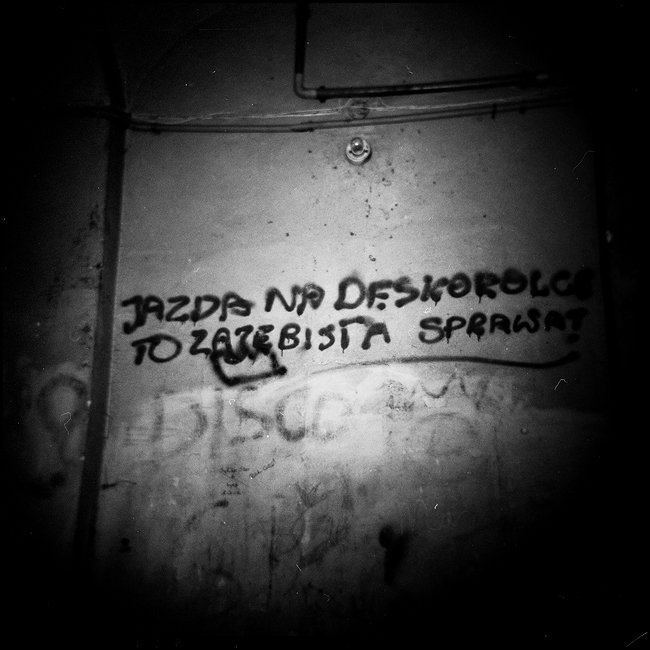 JAZDA NA DESKOROLCE
TO ZAJEBISTA SPRAWA!
DISCO